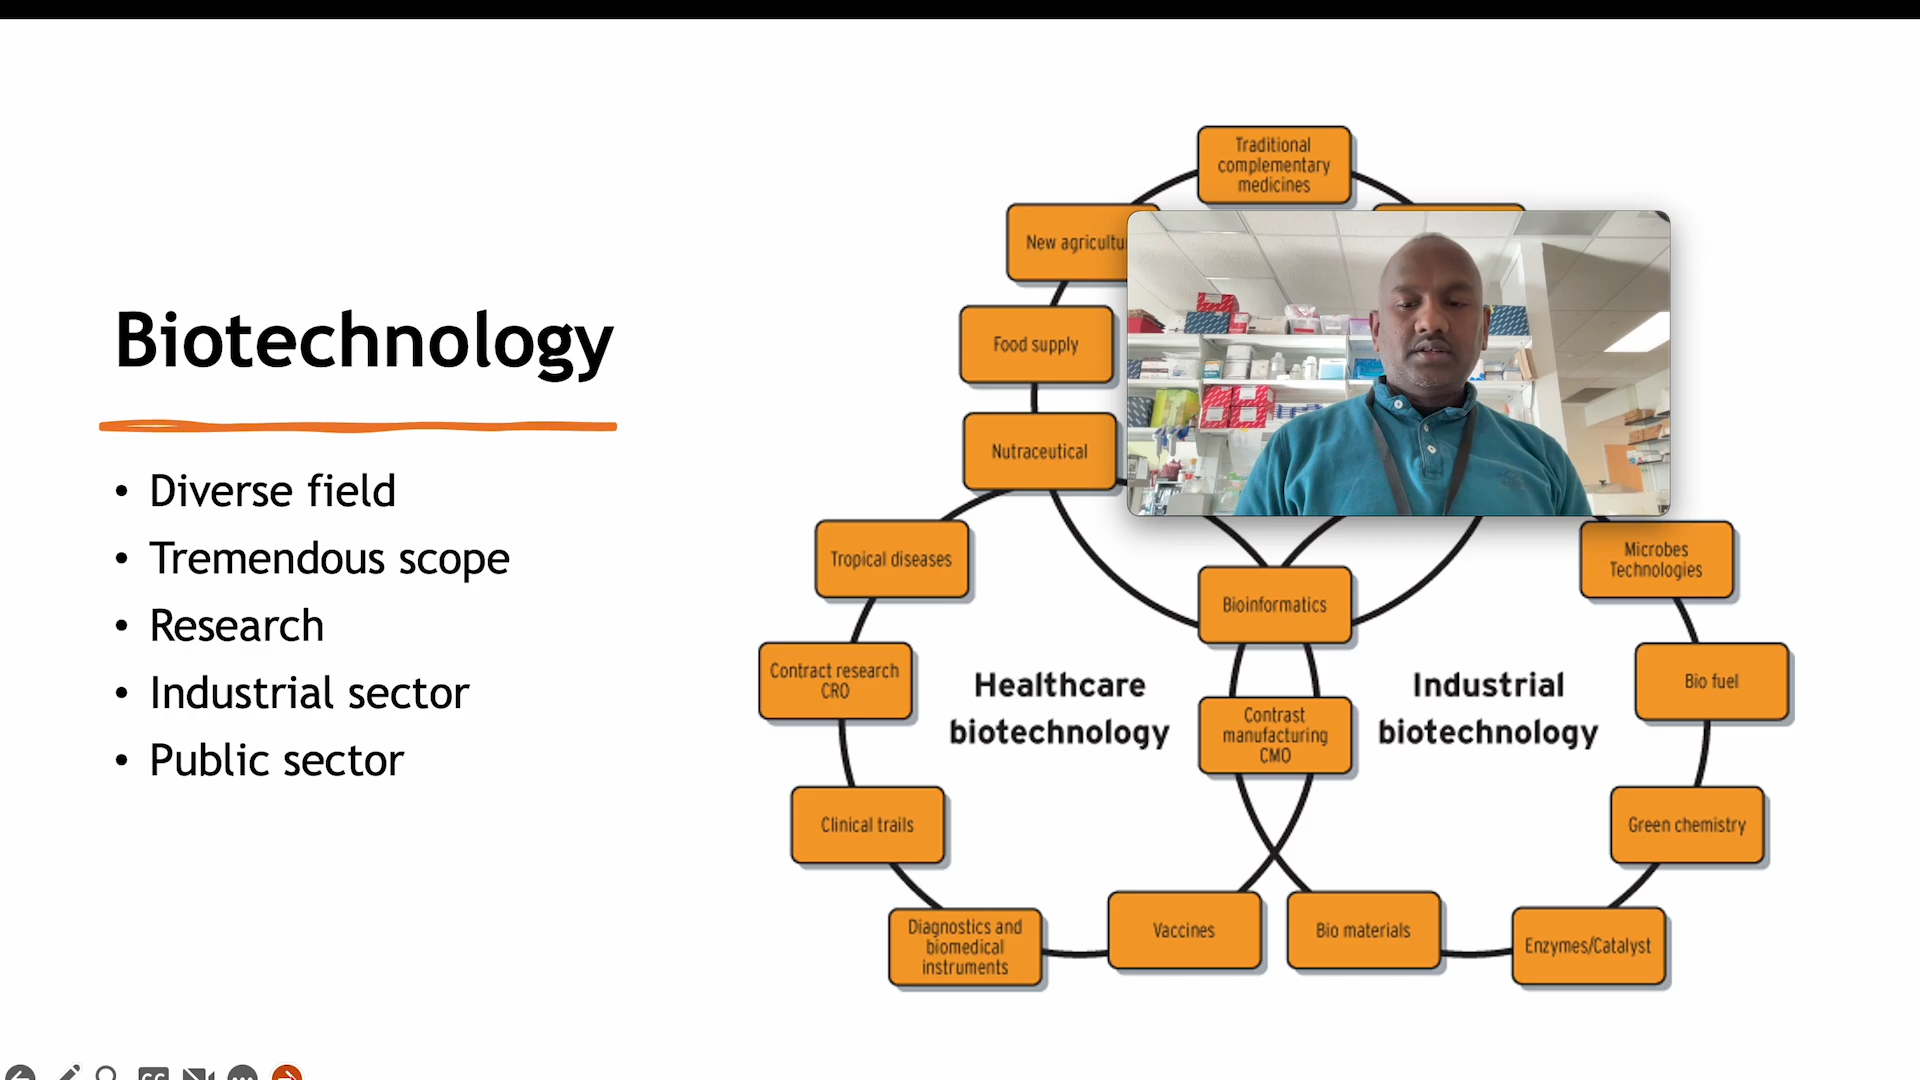 Biotechnology
• Diverse field
• Tremendous scope
• Research
• Industrial sector
• Public sector
Traditional
complementary
medicines
New
Food supply
Nutraceutical
Tropical diseases
Contract research
CRO
Clinical trails
Diagnostics and
biomedical
instruments
Vaccines
Healthcare
biotechnology
Bioinformatics
Contrast
manufacturing
CMO
Industrial
biotechnology
Microbes
Technologies
Bio fuel
Green chemistry
Enzymes/Catalyst
Bio materials